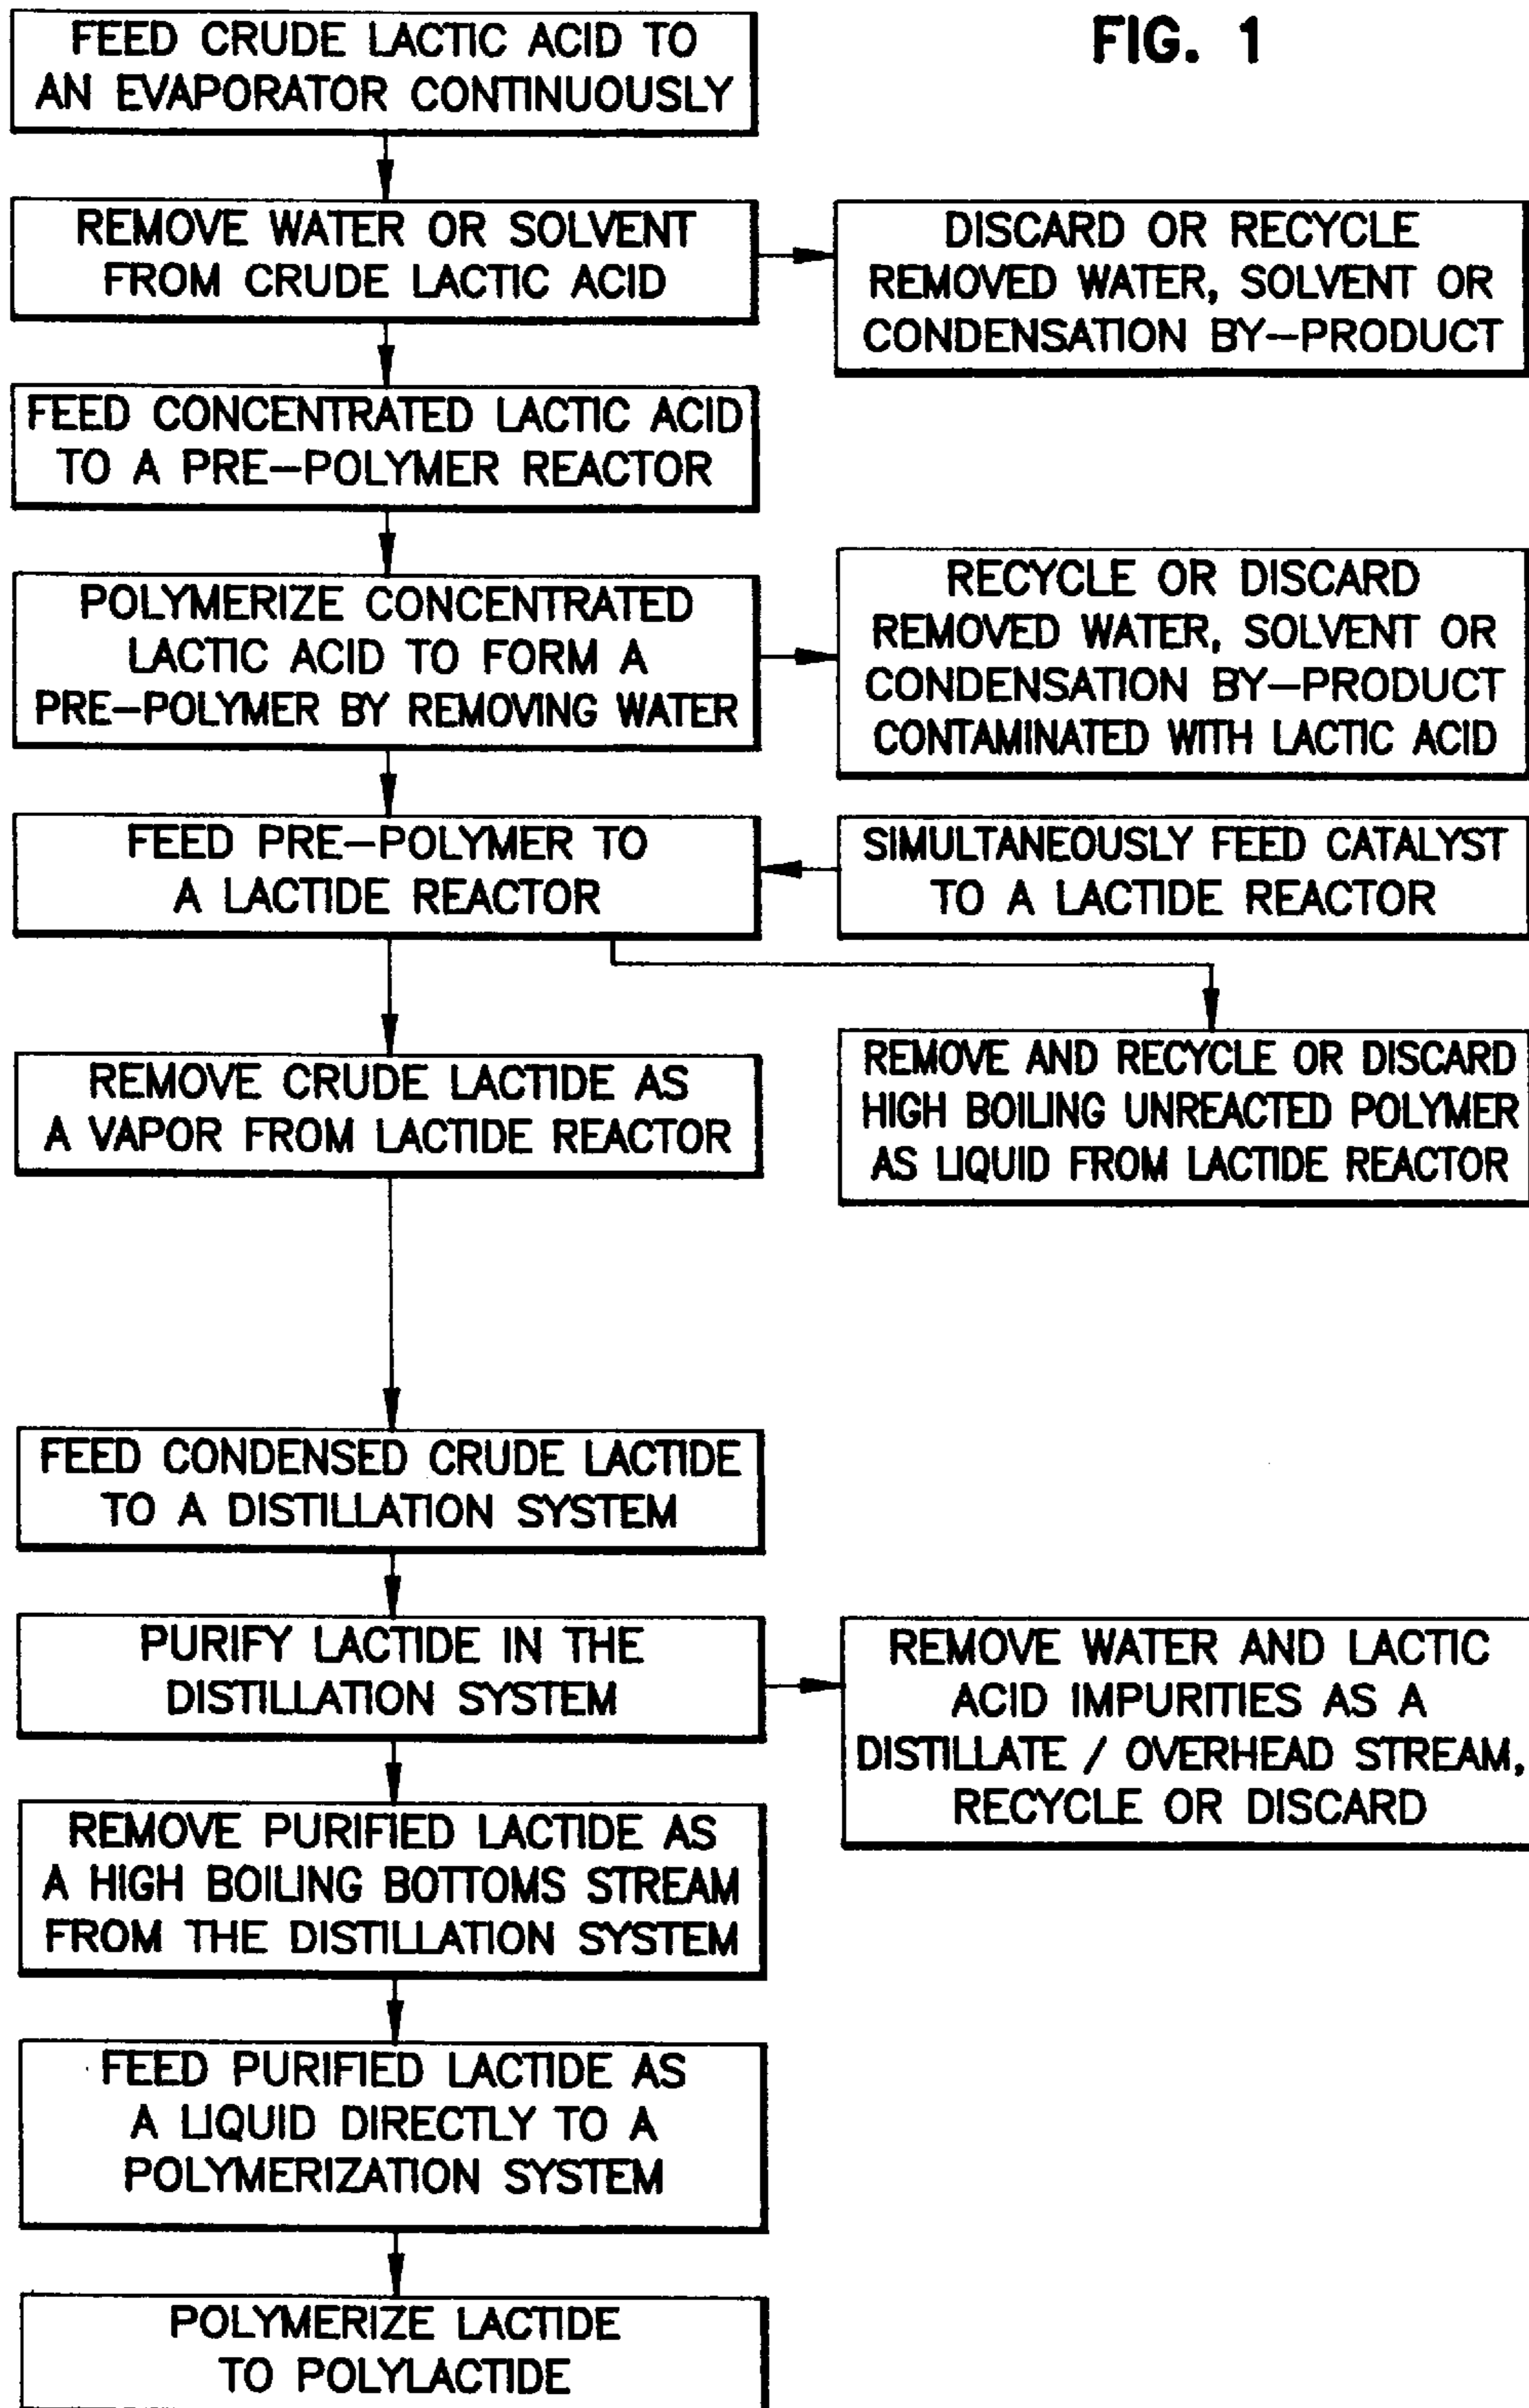 FIG. 1
FEED CRUDE LACTIC ACID TO
AN EVAPORATOR CONTINUOUSLY
REMOVE WATER OR SOLVENT
FROM CRUDE LACTIC ACID
DISCARD OR RECYCLE
REMOVED WATER, SOLVENT OR
CONDENSATION BY–PRODUCT
FEED CONCENTRATED LACTIC ACID
TO A PRE–POLYMER REACTOR
POLYMERIZE CONCENTRATED
LACTIC ACID TO FORM A
PRE–POLYMER BY REMOVING WATER
RECYCLE OR DISCARD
REMOVED WATER, SOLVENT OR
CONDENSATION BY–PRODUCT
CONTAMINATED WITH LACTIC ACID
FEED PRE–POLYMER TO
A LACTIDE REACTOR
SIMULTANEOUSLY FEED CATALYST
TO A LACTIDE REACTOR
REMOVE CRUDE LACTIDE AS
A VAPOR FROM LACTIDE REACTOR
REMOVE AND RECYCLE OR DISCARD
HIGH BOILING UNREACTED POLYMER
AS LIQUID FROM LACTIDE REACTOR
FEED CONDENSED CRUDE LACTIDE
TO A DISTILLATION SYSTEM
PURIFY LACTIDE IN THE
DISTILLATION SYSTEM
REMOVE WATER AND LACTIC
ACID IMPURITIES AS A
DISTILLATE / OVERHEAD STREAM,
RECYCLE OR DISCARD
REMOVE PURIFIED LACTIDE AS
A HIGH BOILING BOTTOMS STREAM
FROM THE DISTILLATION SYSTEM
FEED PURIFIED LACTIDE AS
A LIQUID DIRECTLY TO A
POLYMERIZATION SYSTEM
POLYMERIZE LACTIDE
TO POLYLACTIDE